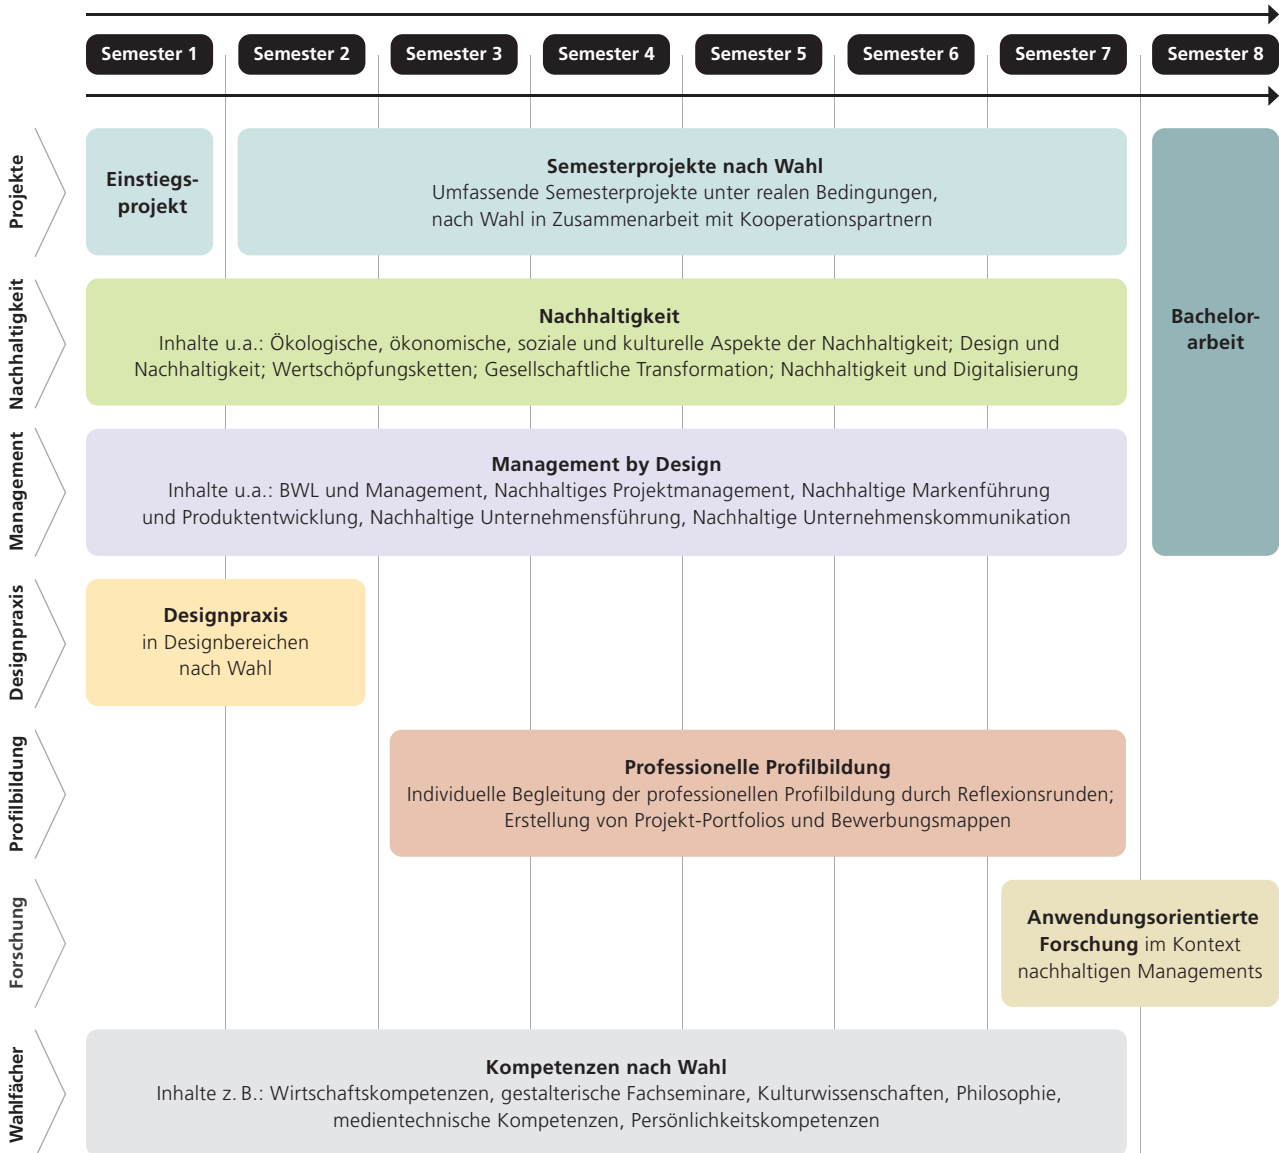 Semester 1 Semester 2 Semester 3 Semester 4 Semester 5 Semester 6 Semester 7 Semester 8
Projekte
Einstiegs-
projekt
Semesterprojekte nach Wahl
Umfassende Semesterprojekte unter realen Bedingungen,
nach Wahl in Zusammenarbeit mit Kooperationspartnern
Bachelor-
arbeit
Nachhaltigkeit
Nachhaltigkeit
Inhalte u.a.: Ökologische, ökonomische, soziale und kulturelle Aspekte der Nachhaltigkeit; Design und
Nachhaltigkeit; Wertschöpfungsketten; Gesellschaftliche Transformation; Nachhaltigkeit und Digitalisierung
Management
Management by Design
Inhalte u.a.: BWL und Management, Nachhaltiges Projektmanagement, Nachhaltige Markenführung
und Produktentwicklung, Nachhaltige Unternehmensführung, Nachhaltige Unternehmenskommunikation
Designpraxis
Designpraxis
in Designbereichen
nach Wahl
Profilbildung
Professionelle Profilbildung
Individuelle Begleitung der professionellen Profilbildung durch Reflexionsrunden;
Erstellung von Projekt-Portfolios und Bewerbungsmappen
Forschung
Anwendungsorientierte
Forschung im Kontext
nachhaltigen Managements
Wahlfächer
Kompetenzen nach Wahl
Inhalte z. B.: Wirtschaftskompetenzen, gestalterische Fachseminare, Kulturwissenschaften, Philosophie,
medientechnische Kompetenzen, Persönlichkeitskompetenzen